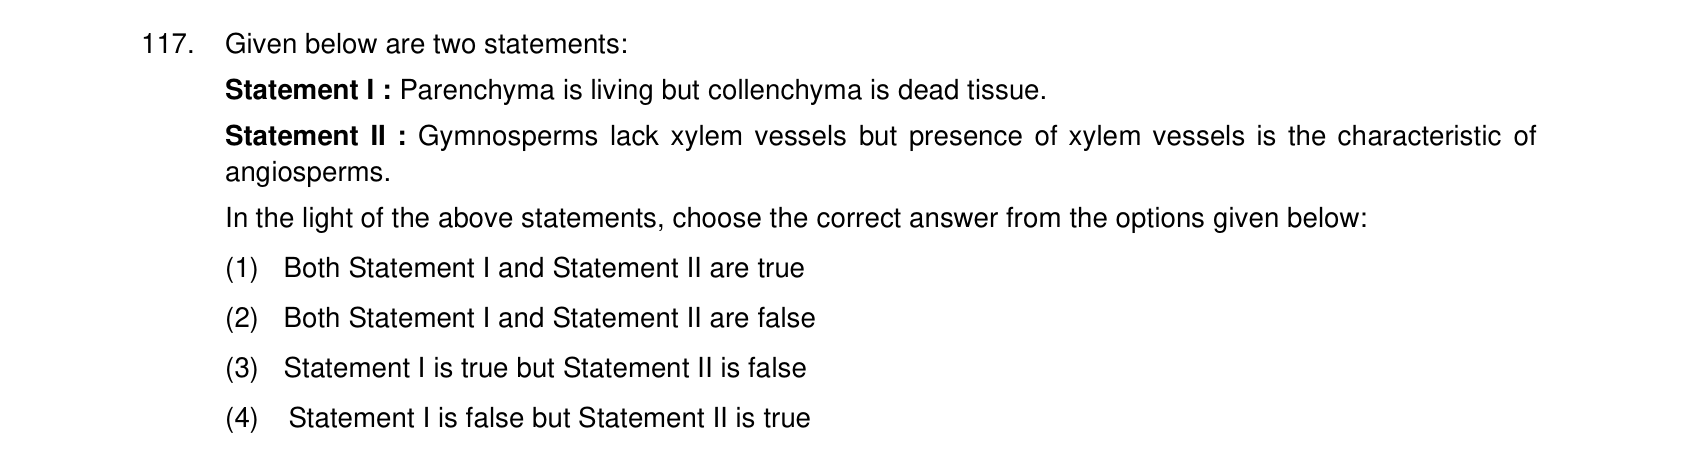 117. Given below are two statements:
Statement I : Parenchyma is living but collenchyma is dead tissue.
Statement II : Gymnosperms lack xylem vessels but presence of xylem vessels is the characteristic of
angiosperms.
In the light of the above statements, choose the correct answer from the options given below:
(1) Both Statement I and Statement II are true
(2) Both Statement I and Statement II are false
(3) Statement I is true but Statement II is false
(4) Statement I is false but Statement II is true